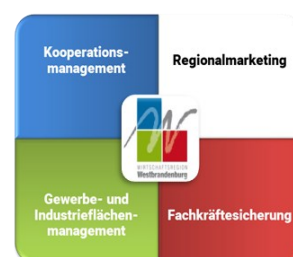 Kooperations-
management
Regionalmarketing
WIRTSCHAFTSREGION
Westbrandenburg
Gewerbe- und
Industrieflächen-
management
Fachkräftesicherung